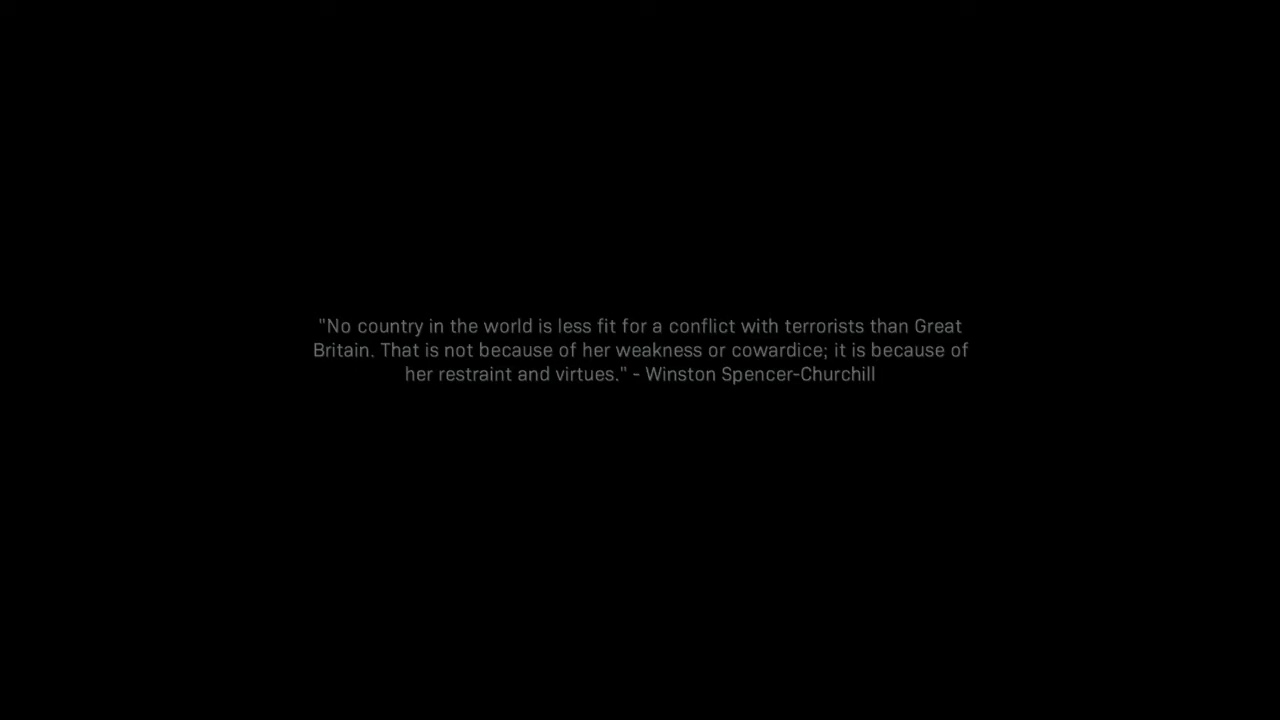 "No country in the world is less fit for a conflict with terrorists than Great
Britain. That is not because of her weakness or cowardice; it is because of
her restraint and virtues." - Winston Spencer-Churchill